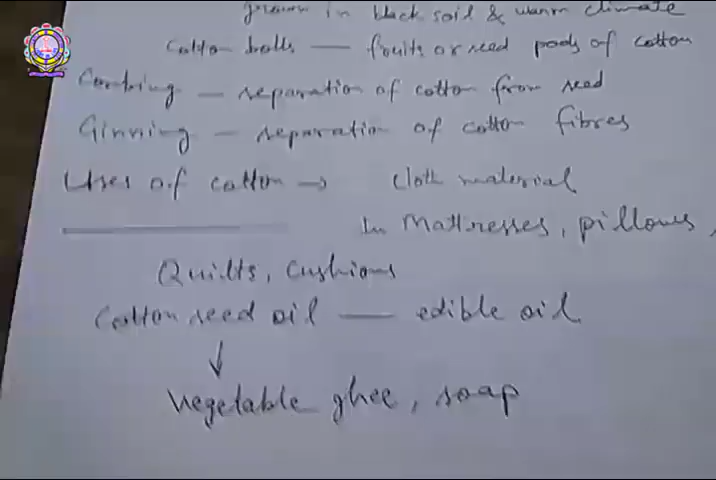 grown in black soil & warm climate
Cotton bolls — fruits or seed pods of cotton
Combing — separation of cotton from seed
Ginning — separation of cotton fibres
Uses of cotton → cloth material
In Mattresses, pillows,
Quilts, Cushions
Cotton seed oil — edible oil
↓
Vegetable ghee, soap